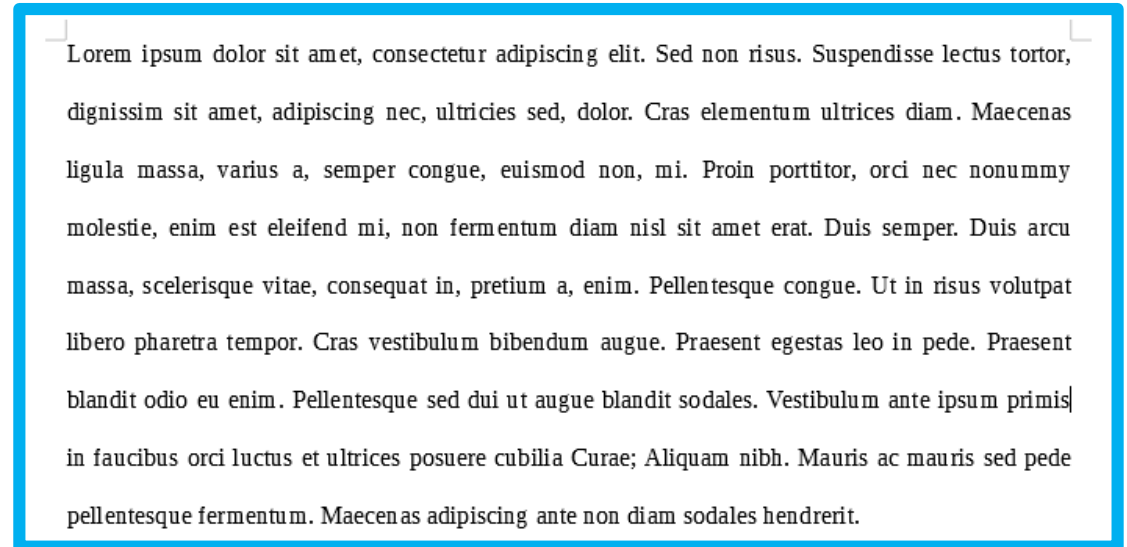 Lorem ipsum dolor sit amet, consectetur adipiscing elit. Sed non risus. Suspendisse lectus tortor,
dignissim sit amet, adipiscing nec, ultricies sed, dolor. Cras elementum ultrices diam. Maecenas
ligula massa, varius a, semper congue, euismod non, mi. Proin porttitor, orci nec nonummy
molestie, enim est eleifend mi, non fermentum diam nisl sit amet erat. Duis semper. Duis arcu
massa, scelerisque vitae, consequat in, pretium a, enim. Pellentesque congue. Ut in risus volutpat
libero pharetra tempor. Cras vestibulum bibendum augue. Praesent egestas leo in pede. Praesent
blandit odio eu enim. Pellentesque sed dui ut augue blandit sodales. Vestibulum ante ipsum primis
in faucibus orci luctus et ultrices posuere cubilia Curae; Aliquam nibh. Mauris ac mauris sed pede
pellentesque fermentum. Maecenas adipiscing ante non diam sodales hendrerit.